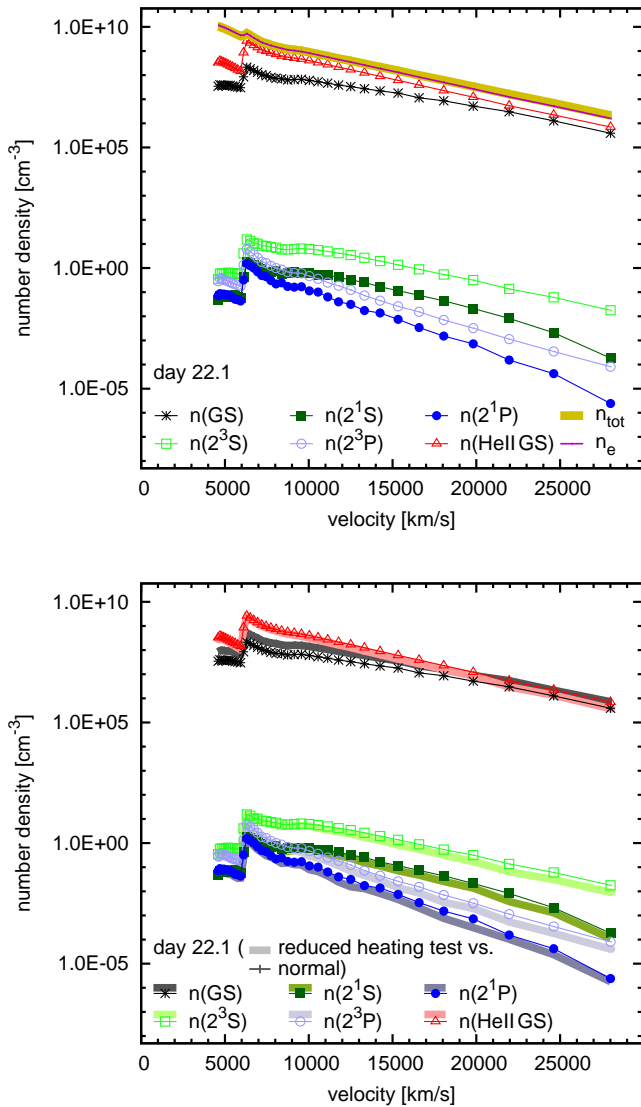 1.0E+10
1.0E+05
1.0E+00
1.0E-05
number density [cm⁻³]
day 22.1
n(GS) n(2¹S) n(2¹P) n_tot
n(2³S) n(2³P) n(HeII GS) n_e
0 5000 10000 15000 20000 25000
velocity [km/s]
1.0E+10
1.0E+05
1.0E+00
1.0E-05
number density [cm⁻³]
day 22.1 ( reduced heating test vs.
normal)
n(GS) n(2¹S) n(2¹P)
n(2³S) n(2³P) n(HeII GS)
0 5000 10000 15000 20000 25000
velocity [km/s]